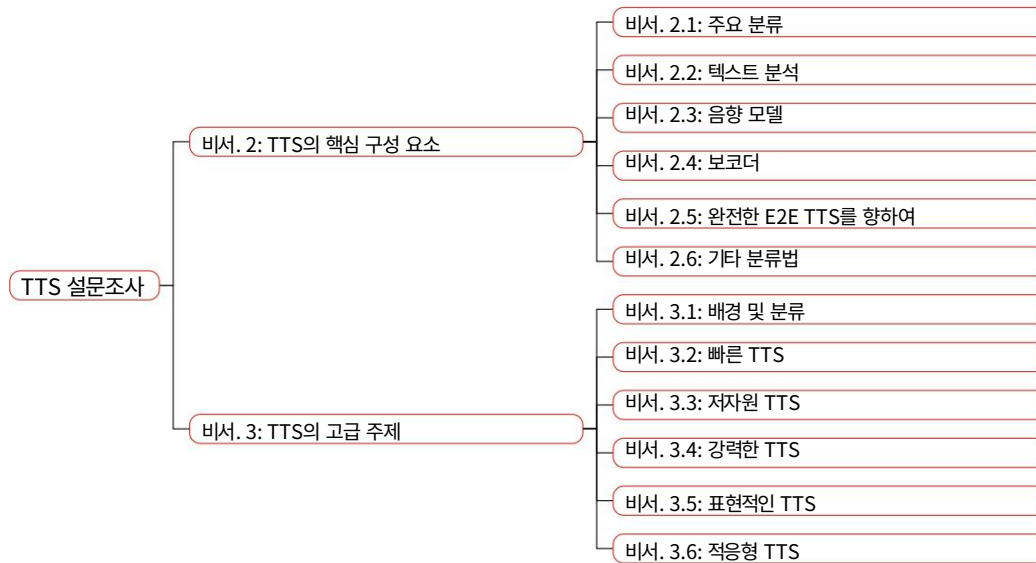 TTS 설문조사
비서. 2: TTS의 핵심 구성 요소
비서. 2.1: 주요 분류
비서. 2.2: 텍스트 분석
비서. 2.3: 음향 모델
비서. 2.4: 보코더
비서. 2.5: 완전한 E2E TTS를 향하여
비서. 2.6: 기타 분류법
비서. 3: TTS의 고급 주제
비서. 3.1: 배경 및 분류
비서. 3.2: 빠른 TTS
비서. 3.3: 저자원 TTS
비서. 3.4: 강력한 TTS
비서. 3.5: 표현적인 TTS
비서. 3.6: 적응형 TTS